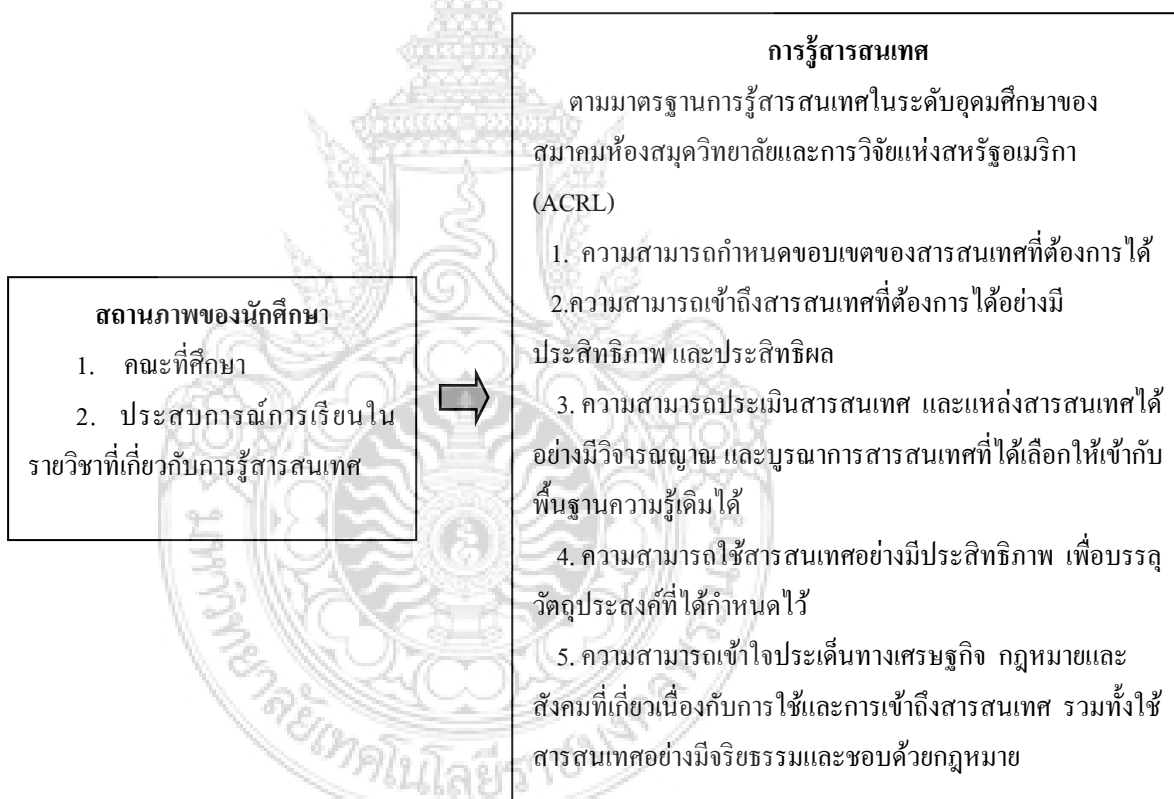 สถานภาพของนักศึกษา
1. คณะที่ศึกษา
2. ประสบการณ์การเรียนใน
รายวิชาที่เกี่ยวกับการรู้สารสนเทศ
การรู้สารสนเทศ
ตามมาตรฐานการรู้สารสนเทศในระดับอุดมศึกษาของ
สมาคมห้องสมุดวิทยาลัยและการวิจัยแห่งสหรัฐอเมริกา
(ACRL)
1. ความสามารถกำหนดขอบเขตของสารสนเทศที่ต้องการได้
2.ความสามารถเข้าถึงสารสนเทศที่ต้องการได้อย่างมี
ประสิทธิภาพ และประสิทธิผล
3. ความสามารถประเมินสารสนเทศ และแหล่งสารสนเทศได้
อย่างมีวิจารณญาณ และบูรณาการสารสนเทศที่ได้เลือกให้เข้ากับ
พื้นฐานความรู้เดิมได้
4. ความสามารถใช้สารสนเทศอย่างมีประสิทธิภาพ เพื่อบรรลุ
วัตถุประสงค์ที่ได้กำหนดไว้
5. ความสามารถเข้าใจประเด็นทางเศรษฐกิจ กฎหมายและ
สังคมที่เกี่ยวเนื่องกับการใช้และการเข้าถึงสารสนเทศ รวมทั้งใช้
สารสนเทศอย่างมีจริยธรรมและชอบด้วยกฎหมาย
มหาวิทยาลัยเทคโนโลยีราชมงคล